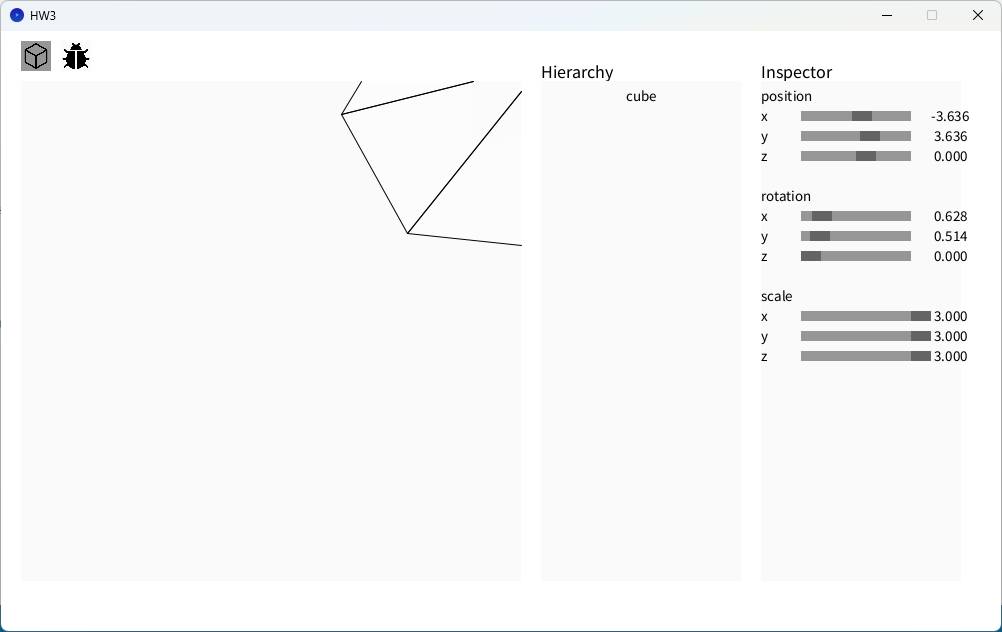 HW3
Hierarchy
cube
Inspector
position
x -3.636
y 3.636
z 0.000
rotation
x 0.628
y 0.514
z 0.000
scale
x 3.000
y 3.000
z 3.000